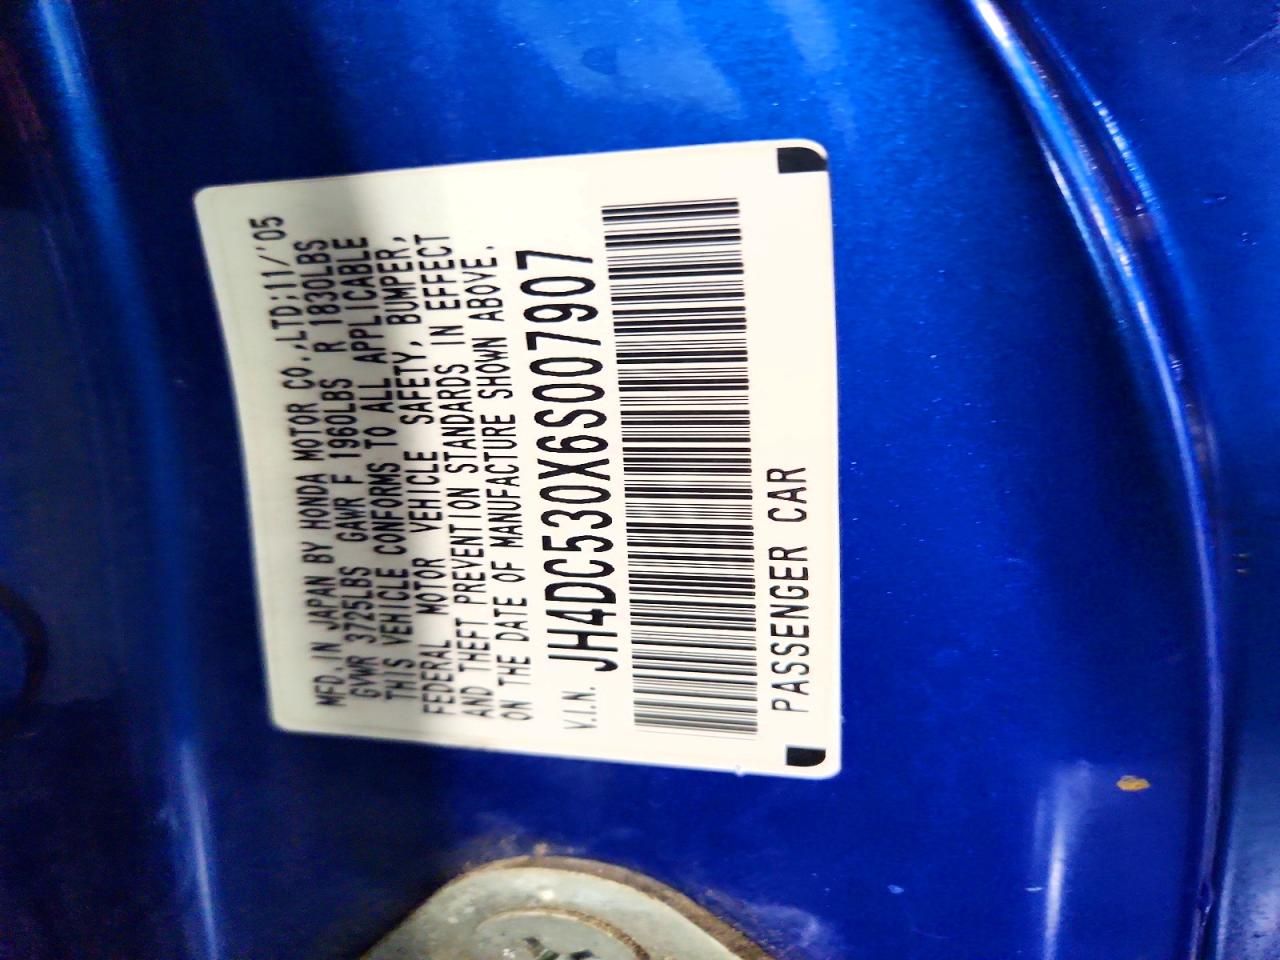 MFD.IN JAPAN BY HONDA MOTOR CO.,LTD;11/'05
GVWR 3725LBS GAWR F 1960LBS R 1830LBS
THIS VEHICLE CONFORMS TO ALL APPLICABLE
FEDERAL MOTOR VEHICLE SAFETY, BUMPER,
AND THEFT PREVENTION STANDARDS IN EFFECT
ON THE DATE OF MANUFACTURE SHOWN ABOVE.
V.I.N. JH4DC530X6S007907
PASSENGER CAR